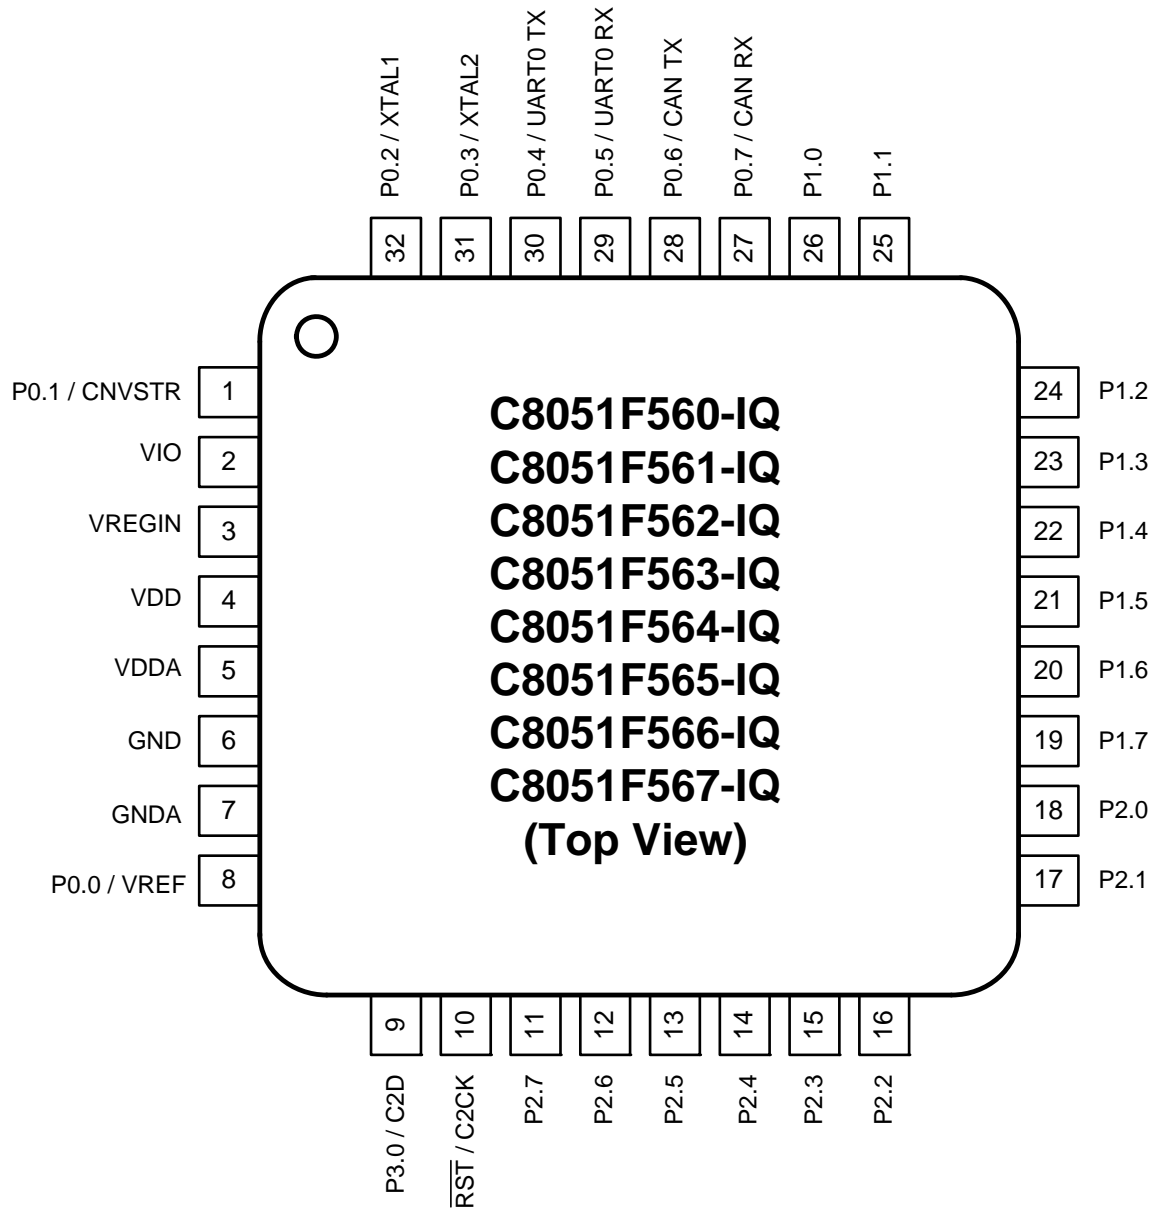 P0.2 / XTAL1
P0.3 / XTAL2
P0.4 / UART0 TX
P0.5 / UART0 RX
P0.6 / CAN TX
P0.7 / CAN RX
P1.0
P1.1
32
31
30
29
28
27
26
25
P0.1 / CNVSTR
1
VIO
2
VREGIN
3
VDD
4
VDDA
5
GND
6
GNDA
7
P0.0 / VREF
8
C8051F560-IQ
C8051F561-IQ
C8051F562-IQ
C8051F563-IQ
C8051F564-IQ
C8051F565-IQ
C8051F566-IQ
C8051F567-IQ
(Top View)
24
P1.2
23
P1.3
22
P1.4
21
P1.5
20
P1.6
19
P1.7
18
P2.0
17
P2.1
9
10
11
12
13
14
15
16
P3.0 / C2D
RST / C2CK
P2.7
P2.6
P2.5
P2.4
P2.3
P2.2